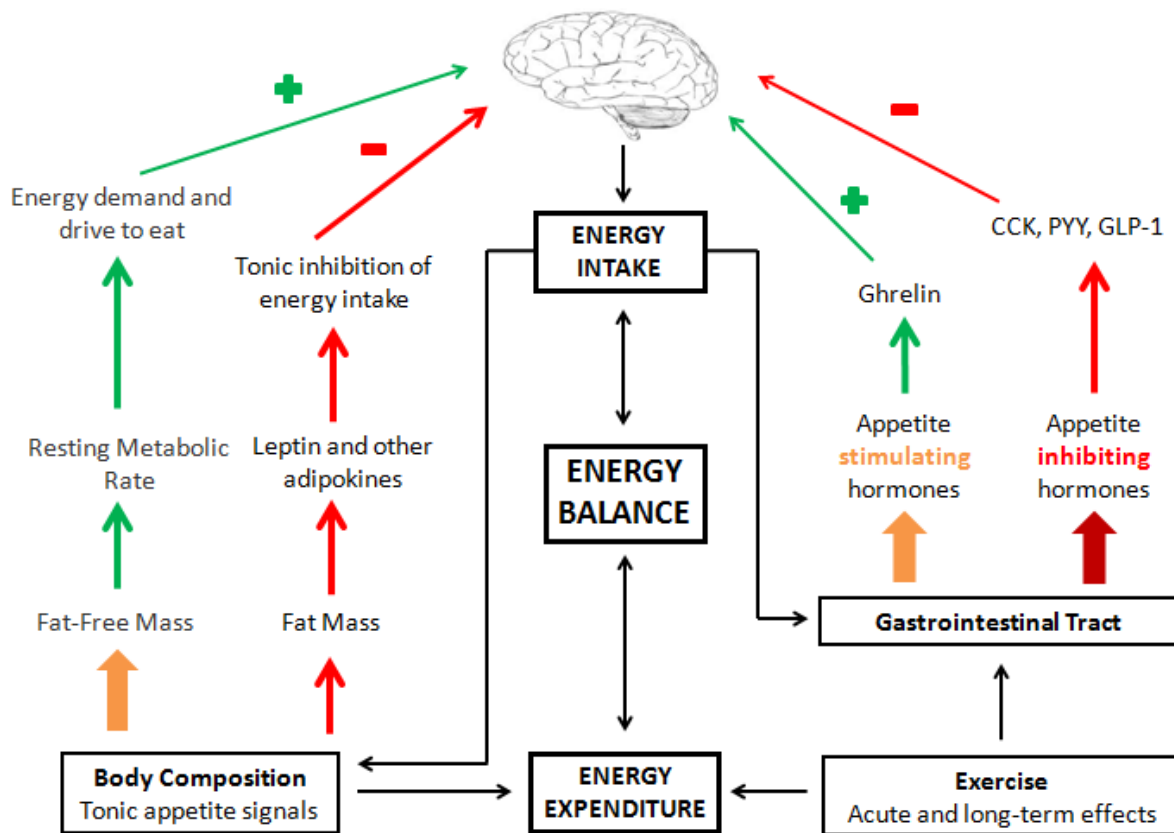 Energy demand and
drive to eat
Tonic inhibition of
energy intake
ENERGY
INTAKE
CCK, PYY, GLP-1
Ghrelin
Resting Metabolic
Rate
Leptin and other
adipokines
ENERGY
BALANCE
Appetite
stimulating
hormones
Appetite
inhibiting
hormones
Fat-Free Mass
Fat Mass
Gastrointestinal Tract
Body Composition
Tonic appetite signals
ENERGY
EXPENDITURE
Exercise
Acute and long-term effects